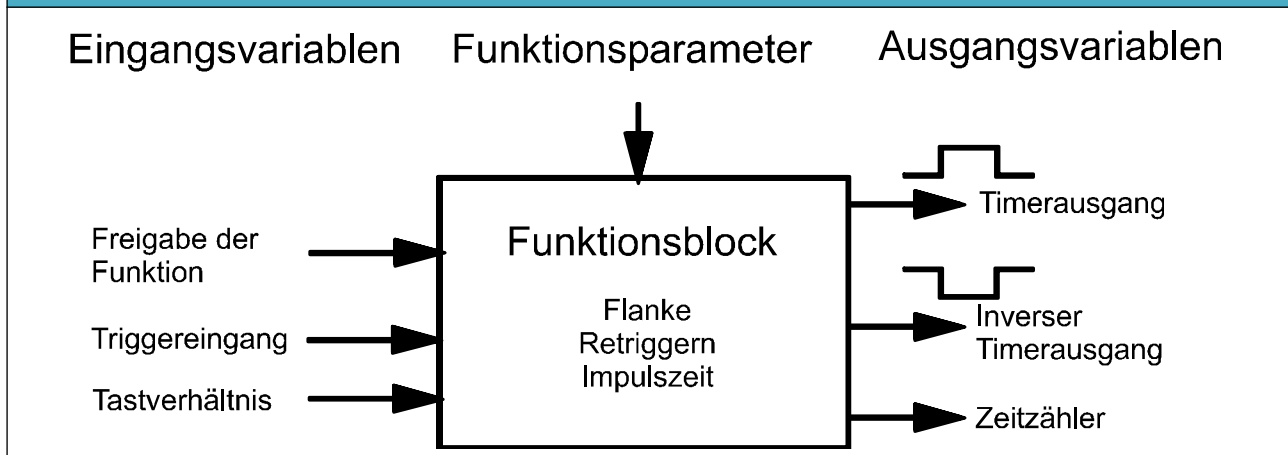 Eingangsvariablen
Funktionsparameter
Ausgangsvariablen
Freigabe der
Funktion
Triggereingang
Tastverhältnis
Funktionsblock
Flanke
Retriggern
Impulszeit
Timerausgang
Inverser
Timerausgang
Zeitzähler